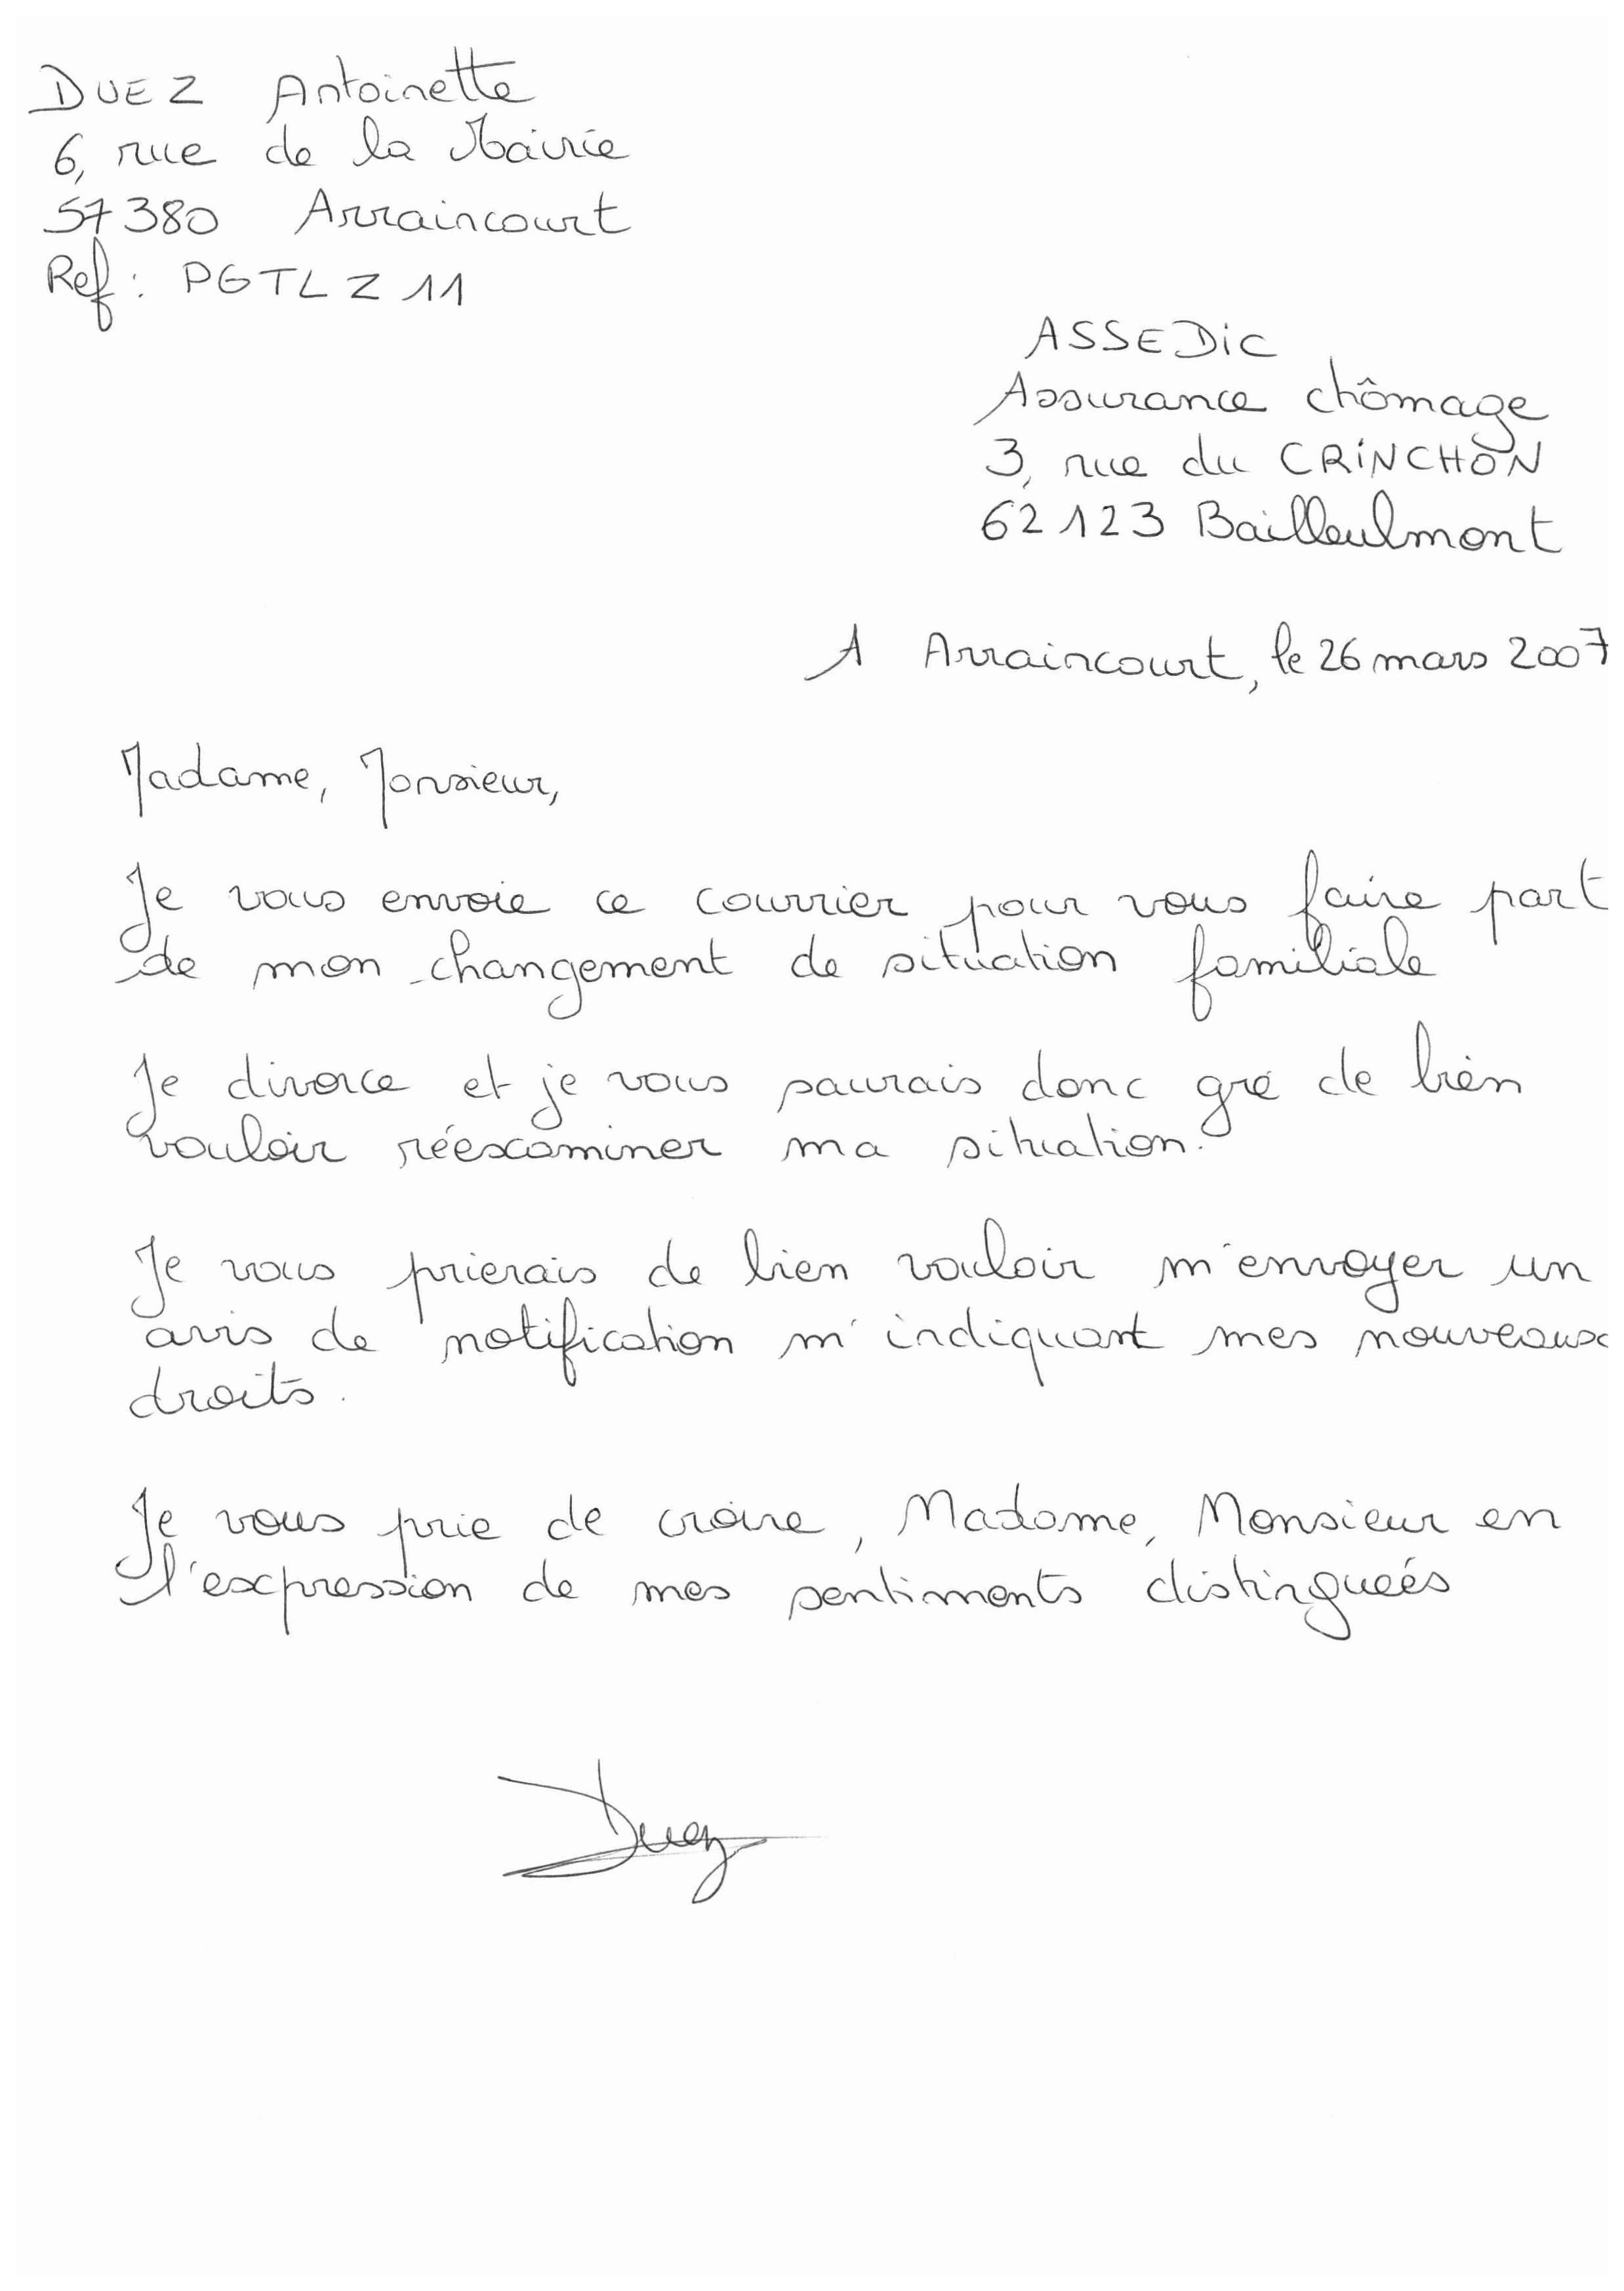 DUEZ Antoinette
6, rue de la Mairie
57380 Arraincourt
Ref : PGTLZ11
ASSEDIC
Assurance chômage
3, rue du CRINCHON
62123 Bailleulmont
A Arraincourt, le 26 mars 2007
Madame, Monsieur,
Je vous envoie ce courrier pour vous faire part
de mon changement de situation familiale
Je divorce et je vous saurais donc gré de bien
vouloir réexaminer ma situation.
Je vous prierais de bien vouloir m'envoyer un
avis de notification m'indiquant mes nouveaux
droits.
Je vous prie de croire, Madame, Monsieur en
l'expression de mes sentiments distingueés
Duez